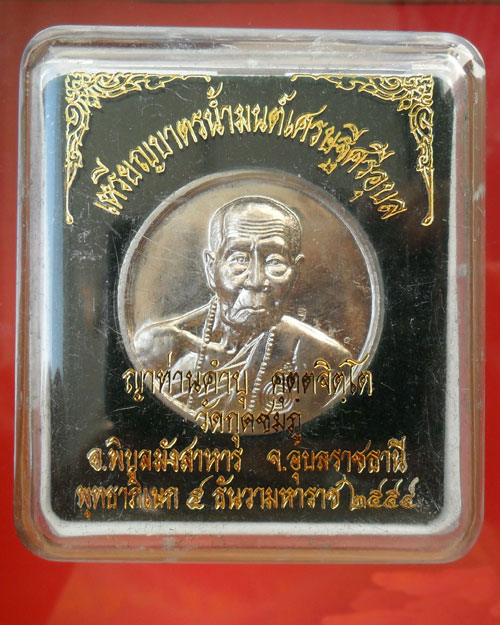 เหรียญบาตรน้ำมนต์เศรษฐีศรีอุบล
ญาท่านคำบุ คุตฺตจิตฺโต
วัดกุดชมภู
อ.พิบูลมังสาหาร จ.อุบลราชธานี
พุทธาภิเษก ๕ ธันวามหาราช ๒๕๕๔